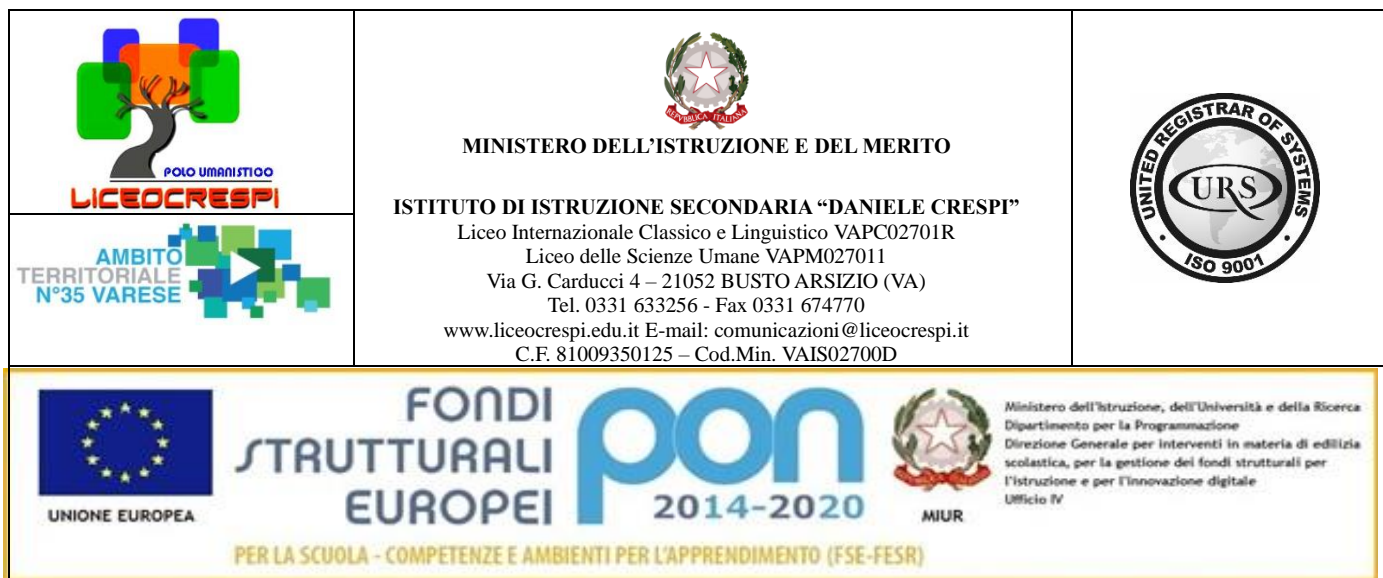 POLO UMANISTICO
LICEOCRESPI
AMBITO
TERRITORIALE
N°35 VARESE
REPVBBLICA ITALIANA
MINISTERO DELL’ISTRUZIONE E DEL MERITO
ISTITUTO DI ISTRUZIONE SECONDARIA “DANIELE CRESPI”
Liceo Internazionale Classico e Linguistico VAPC02701R
Liceo delle Scienze Umane VAPM027011
Via G. Carducci 4 – 21052 BUSTO ARSIZIO (VA)
Tel. 0331 633256 - Fax 0331 674770
www.liceocrespi.edu.it E-mail: comunicazioni@liceocrespi.it
C.F. 81009350125 – Cod.Min. VAIS02700D
UNITED REGISTRAR OF SYSTEMS
URS
ISO 9001
UNIONE EUROPEA
FONDI
STRUTTURALI
EUROPEI
pon
2014-2020
MIUR
Ministero dell'Istruzione, dell'Università e della Ricerca
Dipartimento per la Programmazione
Direzione Generale per interventi in materia di edilizia
scolastica, per la gestione dei fondi strutturali per
l'istruzione e per l'innovazione digitale
Ufficio IV
PER LA SCUOLA - COMPETENZE E AMBIENTI PER L'APPRENDIMENTO (FSE-FESR)